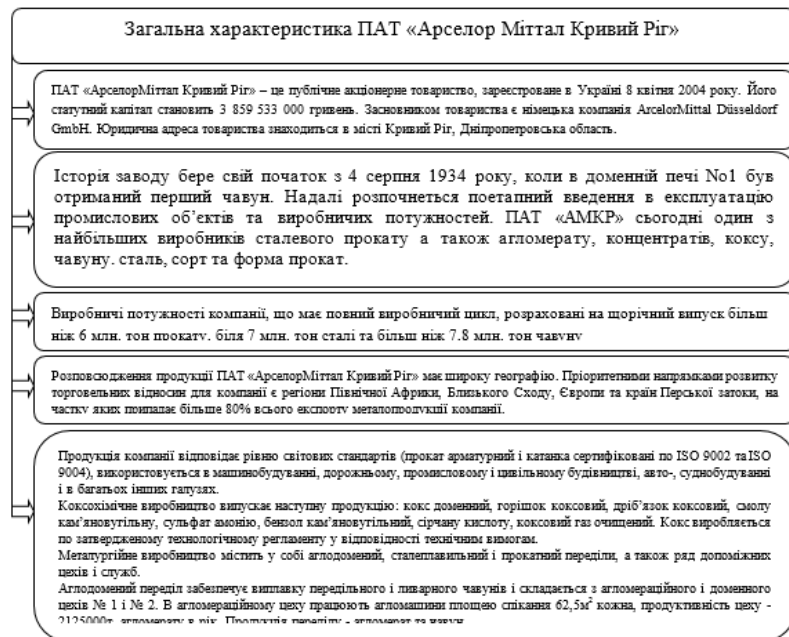 Загальна характеристика ПАТ «Арселор Міттал Кривий Ріг»
ПАТ «АрселорМіттал Кривий Ріг» – це публічне акціонерне товариство, зареєстроване в Україні 8 квітня 2004 року. Його
статутний капітал становить 3 859 533 000 гривень. Засновником товариства є німецька компанія ArcelorMittal Düsseldorf
GmbH. Юридична адреса товариства знаходиться в місті Кривий Ріг, Дніпропетровська область.
Історія заводу бере свій початок з 4 серпня 1934 року, коли в доменній печі No1 був
отриманий перший чавун. Надалі розпочнеться поетапний введення в експлуатацію
промислових об’єктів та виробничих потужностей. ПАТ «АМКР» сьогодні один з
найбільших виробників сталевого прокату а також агломерату, концентратів, коксу,
чавуну. сталь, сорт та форма прокат.
Виробничі потужності компанії, що має повний виробничий цикл, розраховані на щорічний випуск більш
ніж 6 млн. тон прокату, біля 7 млн. тон сталі та більш ніж 7,8 млн. тон чавуну
Розповсюдження продукції ПАТ «АрселорМіттал Кривий Ріг» має широку географію. Пріоритетними напрямками розвитку
торговельних відносин для компанії є регіони Північної Африки, Близького Сходу, Європи та країн Перської затоки, на
частку яких припадає більше 80% всього експорту металопродукції компанії.
Продукція компанії відповідає рівню світових стандартів (прокат арматурний і катанка сертифіковані по ISO 9002 та ISO
9004), використовується в машинобудуванні, дорожньому, промисловому і цивільному будівництві, авто-, суднобудуванні
і в багатьох інших галузях.
Коксохімічне виробництво випускає наступну продукцію: кокс доменний, горішок коксовий, дріб’язок коксовий, смолу
кам’яновугільну, сульфат амонію, бензол кам’яновугільний, сірчану кислоту, коксовий газ очищений. Кокс виробляється
по затвердженому технологічному регламенту у відповідності технічним вимогам.
Металургійне виробництво містить у собі аглодоменний, сталеплавильний і прокатний переділи, а також ряд допоміжних
цехів і служб.
Аглодомений переділ забезпечує виплавку передільного і ливарного чавунів і складається з агломераційного і доменного
цехів № 1 і № 2. В агломераційному цеху працюють агломашини площею спікання 62,5м² кожна, продуктивність цеху -
2125000т. агломерату в рік. Продукція переділу - агломерат та чавун